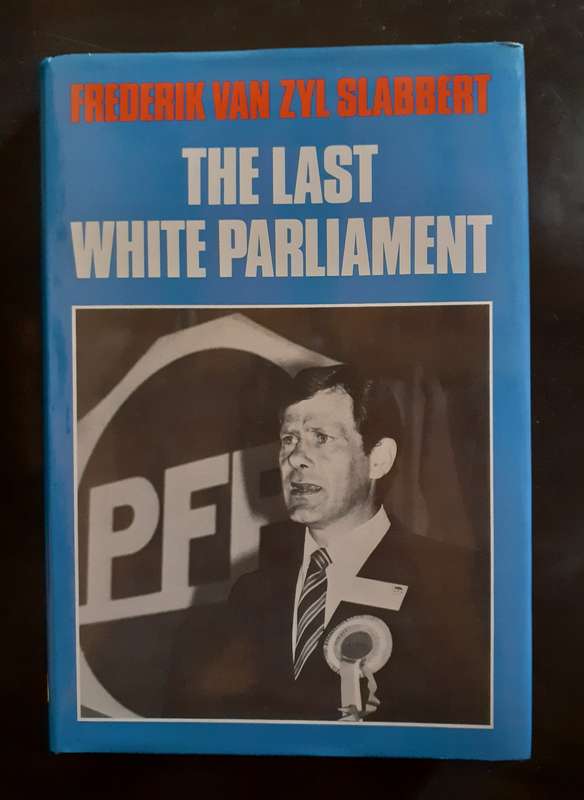 FREDERIK VAN ZYL SLABBERT
THE LAST
WHITE PARLIAMENT
PFP